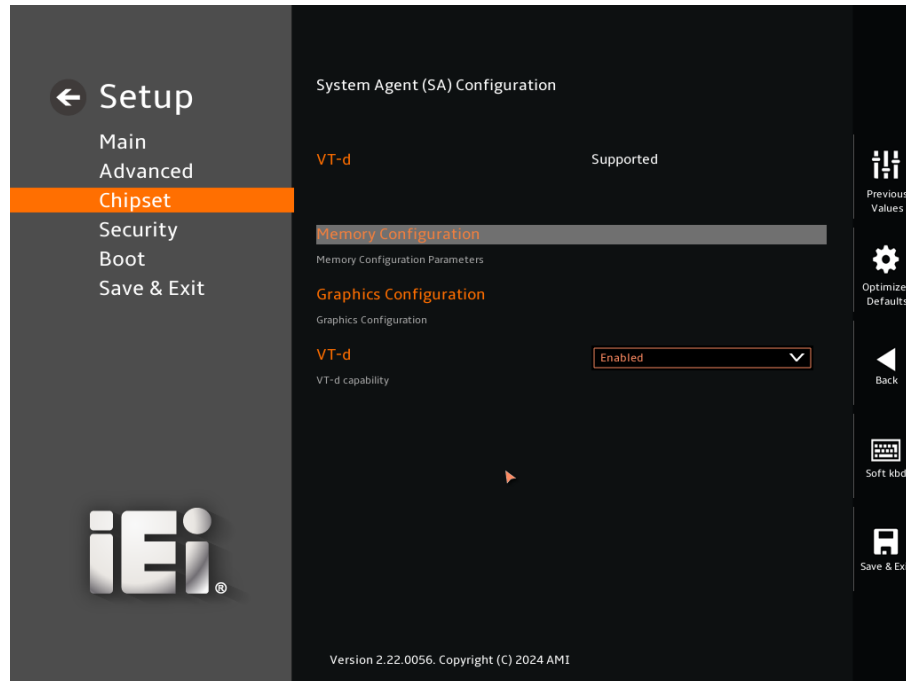 Setup
Main
Advanced
Chipset
Security
Boot
Save & Exit
iEi®
System Agent (SA) Configuration
VT-d Supported
Memory Configuration
Memory Configuration Parameters
Graphics Configuration
Graphics Configuration
VT-d Enabled
VT-d capability
Version 2.22.0056. Copyright (C) 2024 AMI
Previous
Values
Optimize
Defaults
Back
Soft kbd
Save & Ex